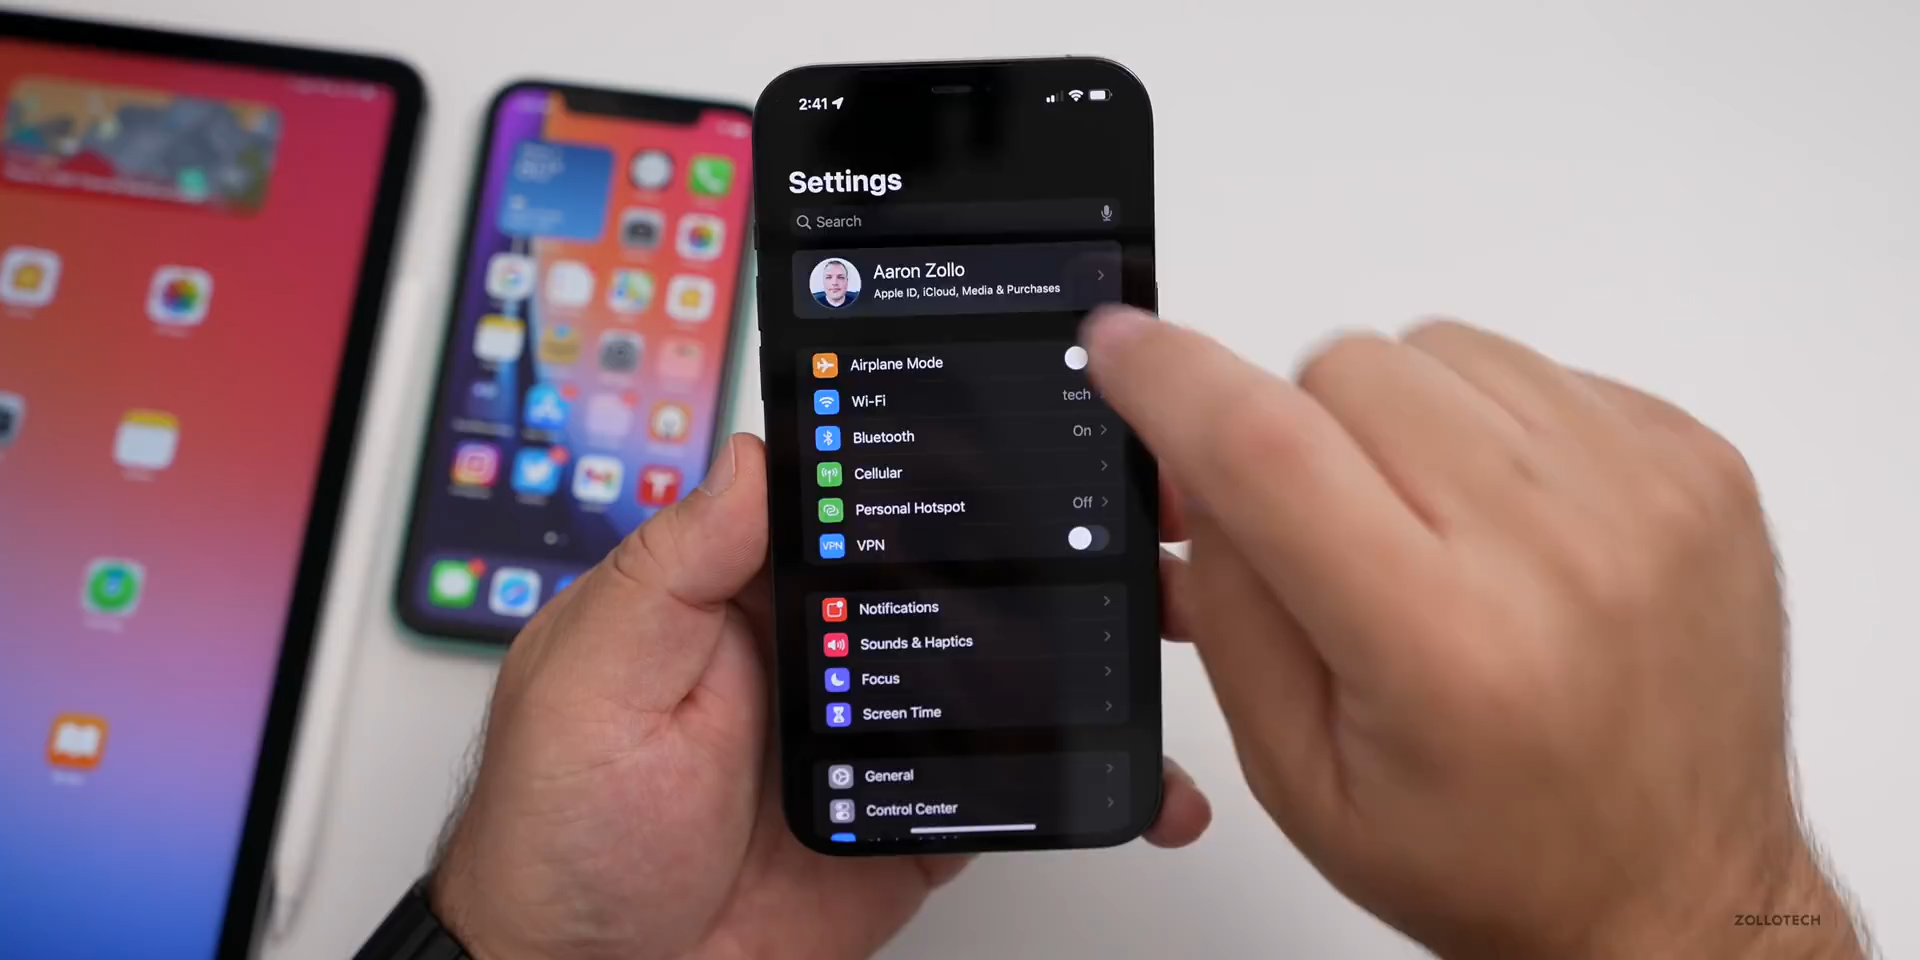 2:41
Settings
Search
Aaron Zollo
Apple ID, iCloud, Media & Purchases
Airplane Mode
Wi-Fi tech
Bluetooth On
Cellular
Personal Hotspot Off
VPN VPN
Notifications
Sounds & Haptics
Focus
Screen Time
General
Control Center
ZOLLOTECH